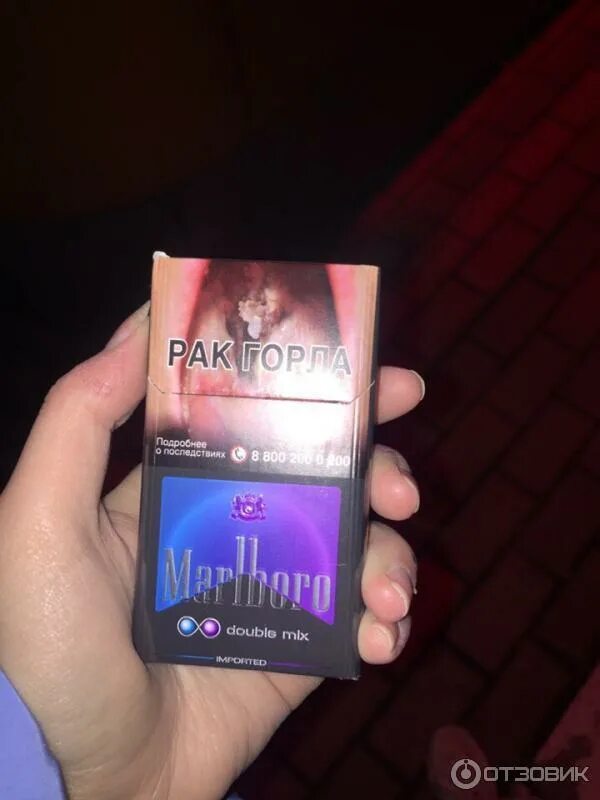 РАК ГОРЛА
Подробнее
о последствиях 8 800 200 0 200
Marlboro
double mix
IMPORTED
ОТЗОВИК